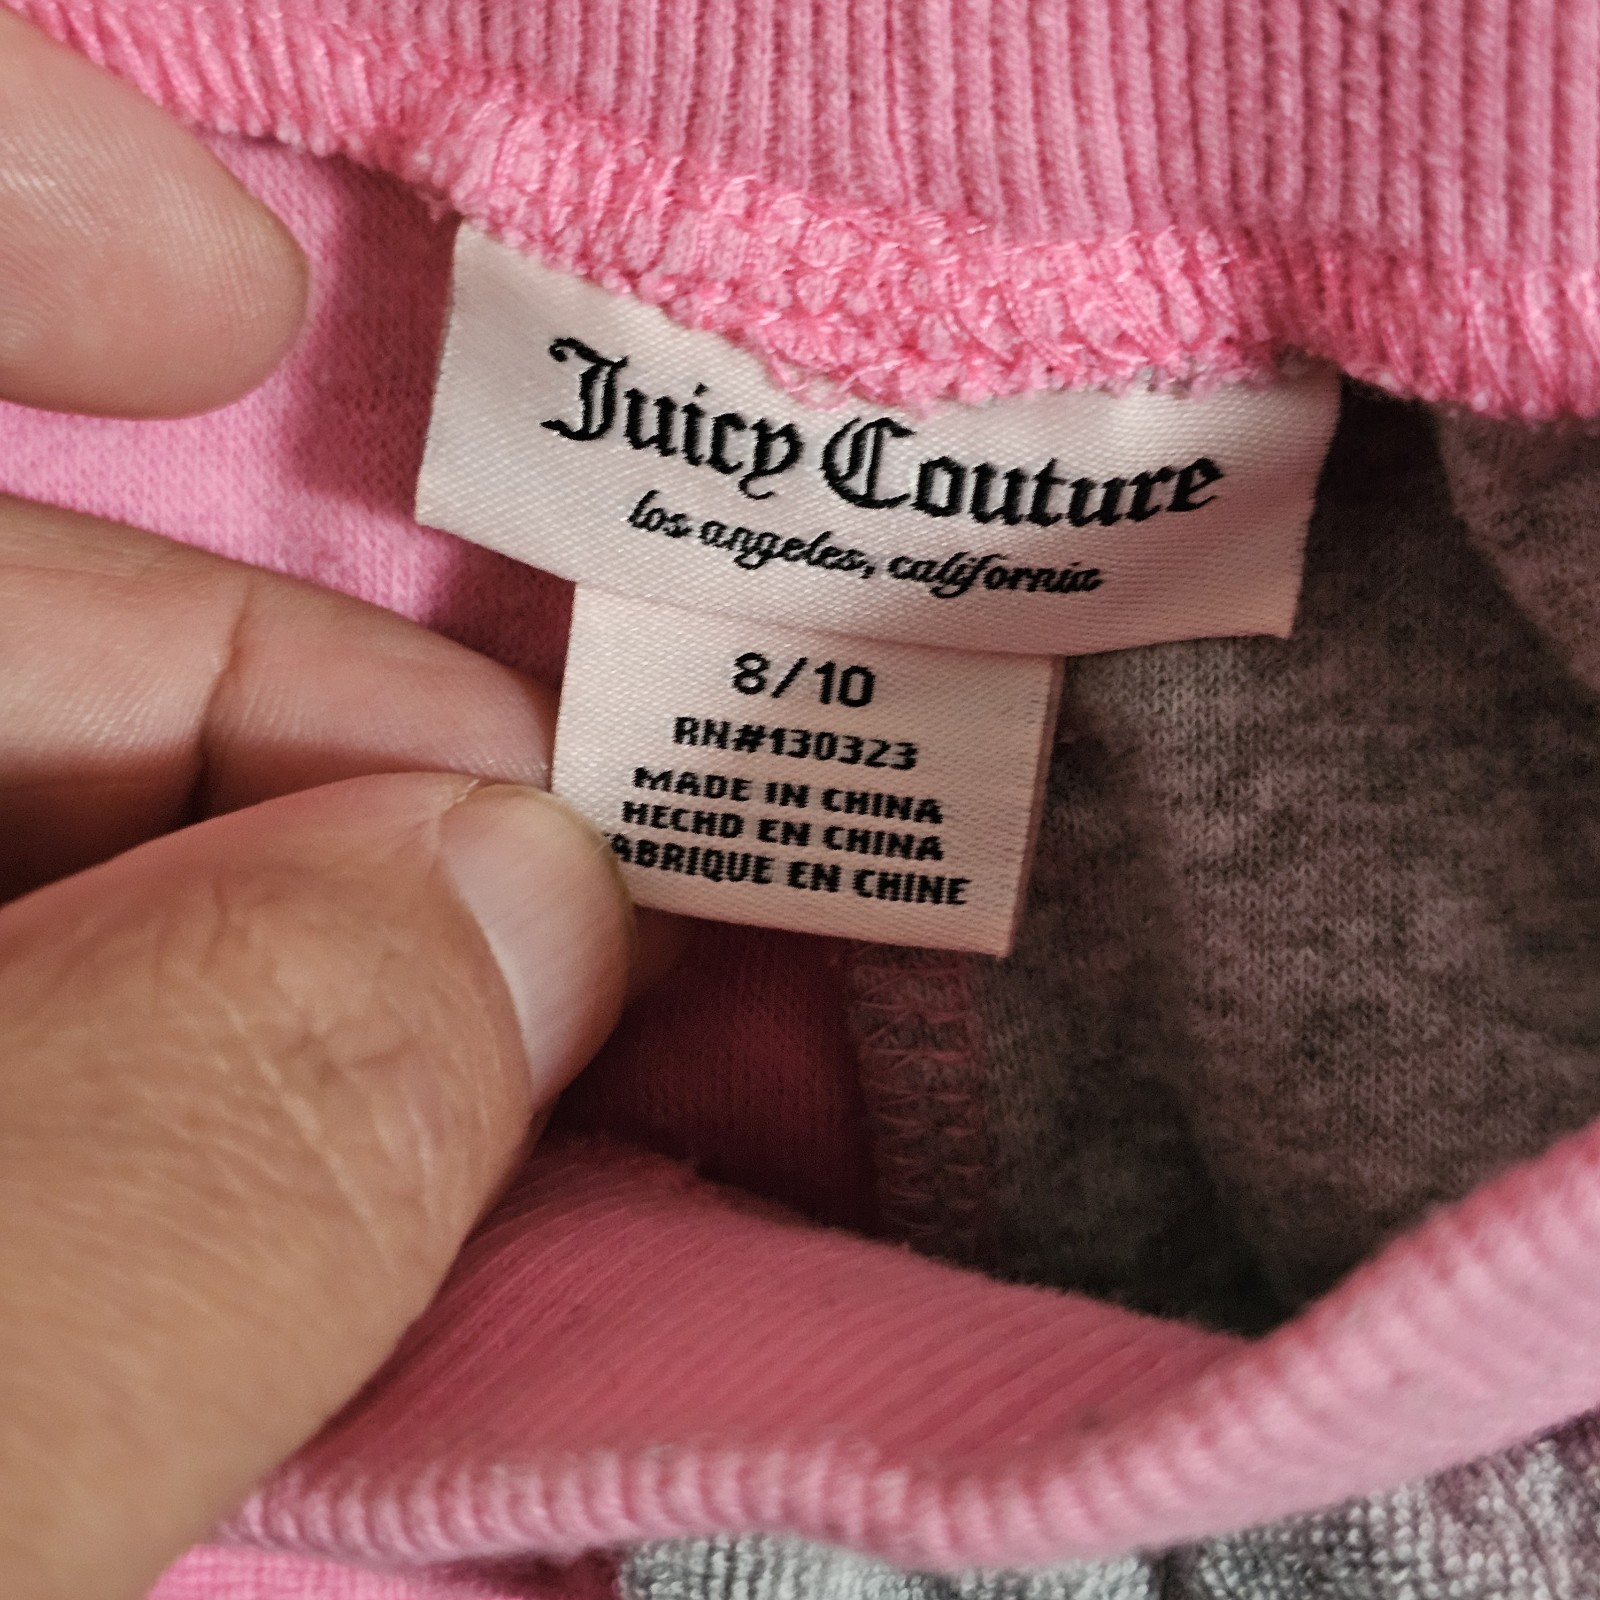 Juicy Couture
los angeles, california
8/10
RN#130323
MADE IN CHINA
HECHO EN CHINA
FABRIQUE EN CHINE